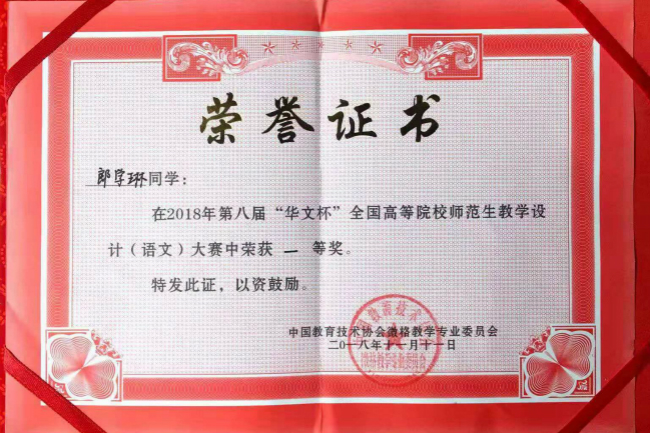 荣誉证书
郎学琳同学：
在2018年第八届“华文杯”全国高等院校师范生教学设
计（语文）大赛中荣获 一 等奖。
特发此证，以资鼓励。
中国教育技术协会微格教学专业委员会
二〇一八年十一月十一日